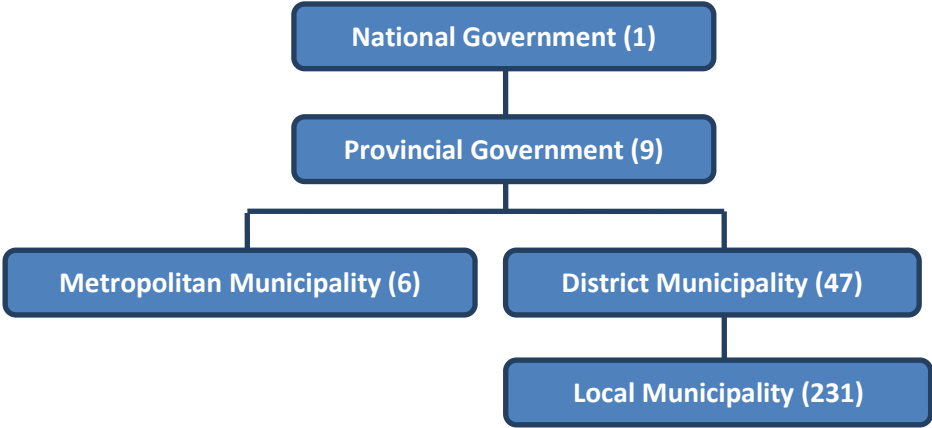 National Government (1)
Provincial Government (9)
Metropolitan Municipality (6)
District Municipality (47)
Local Municipality (231)